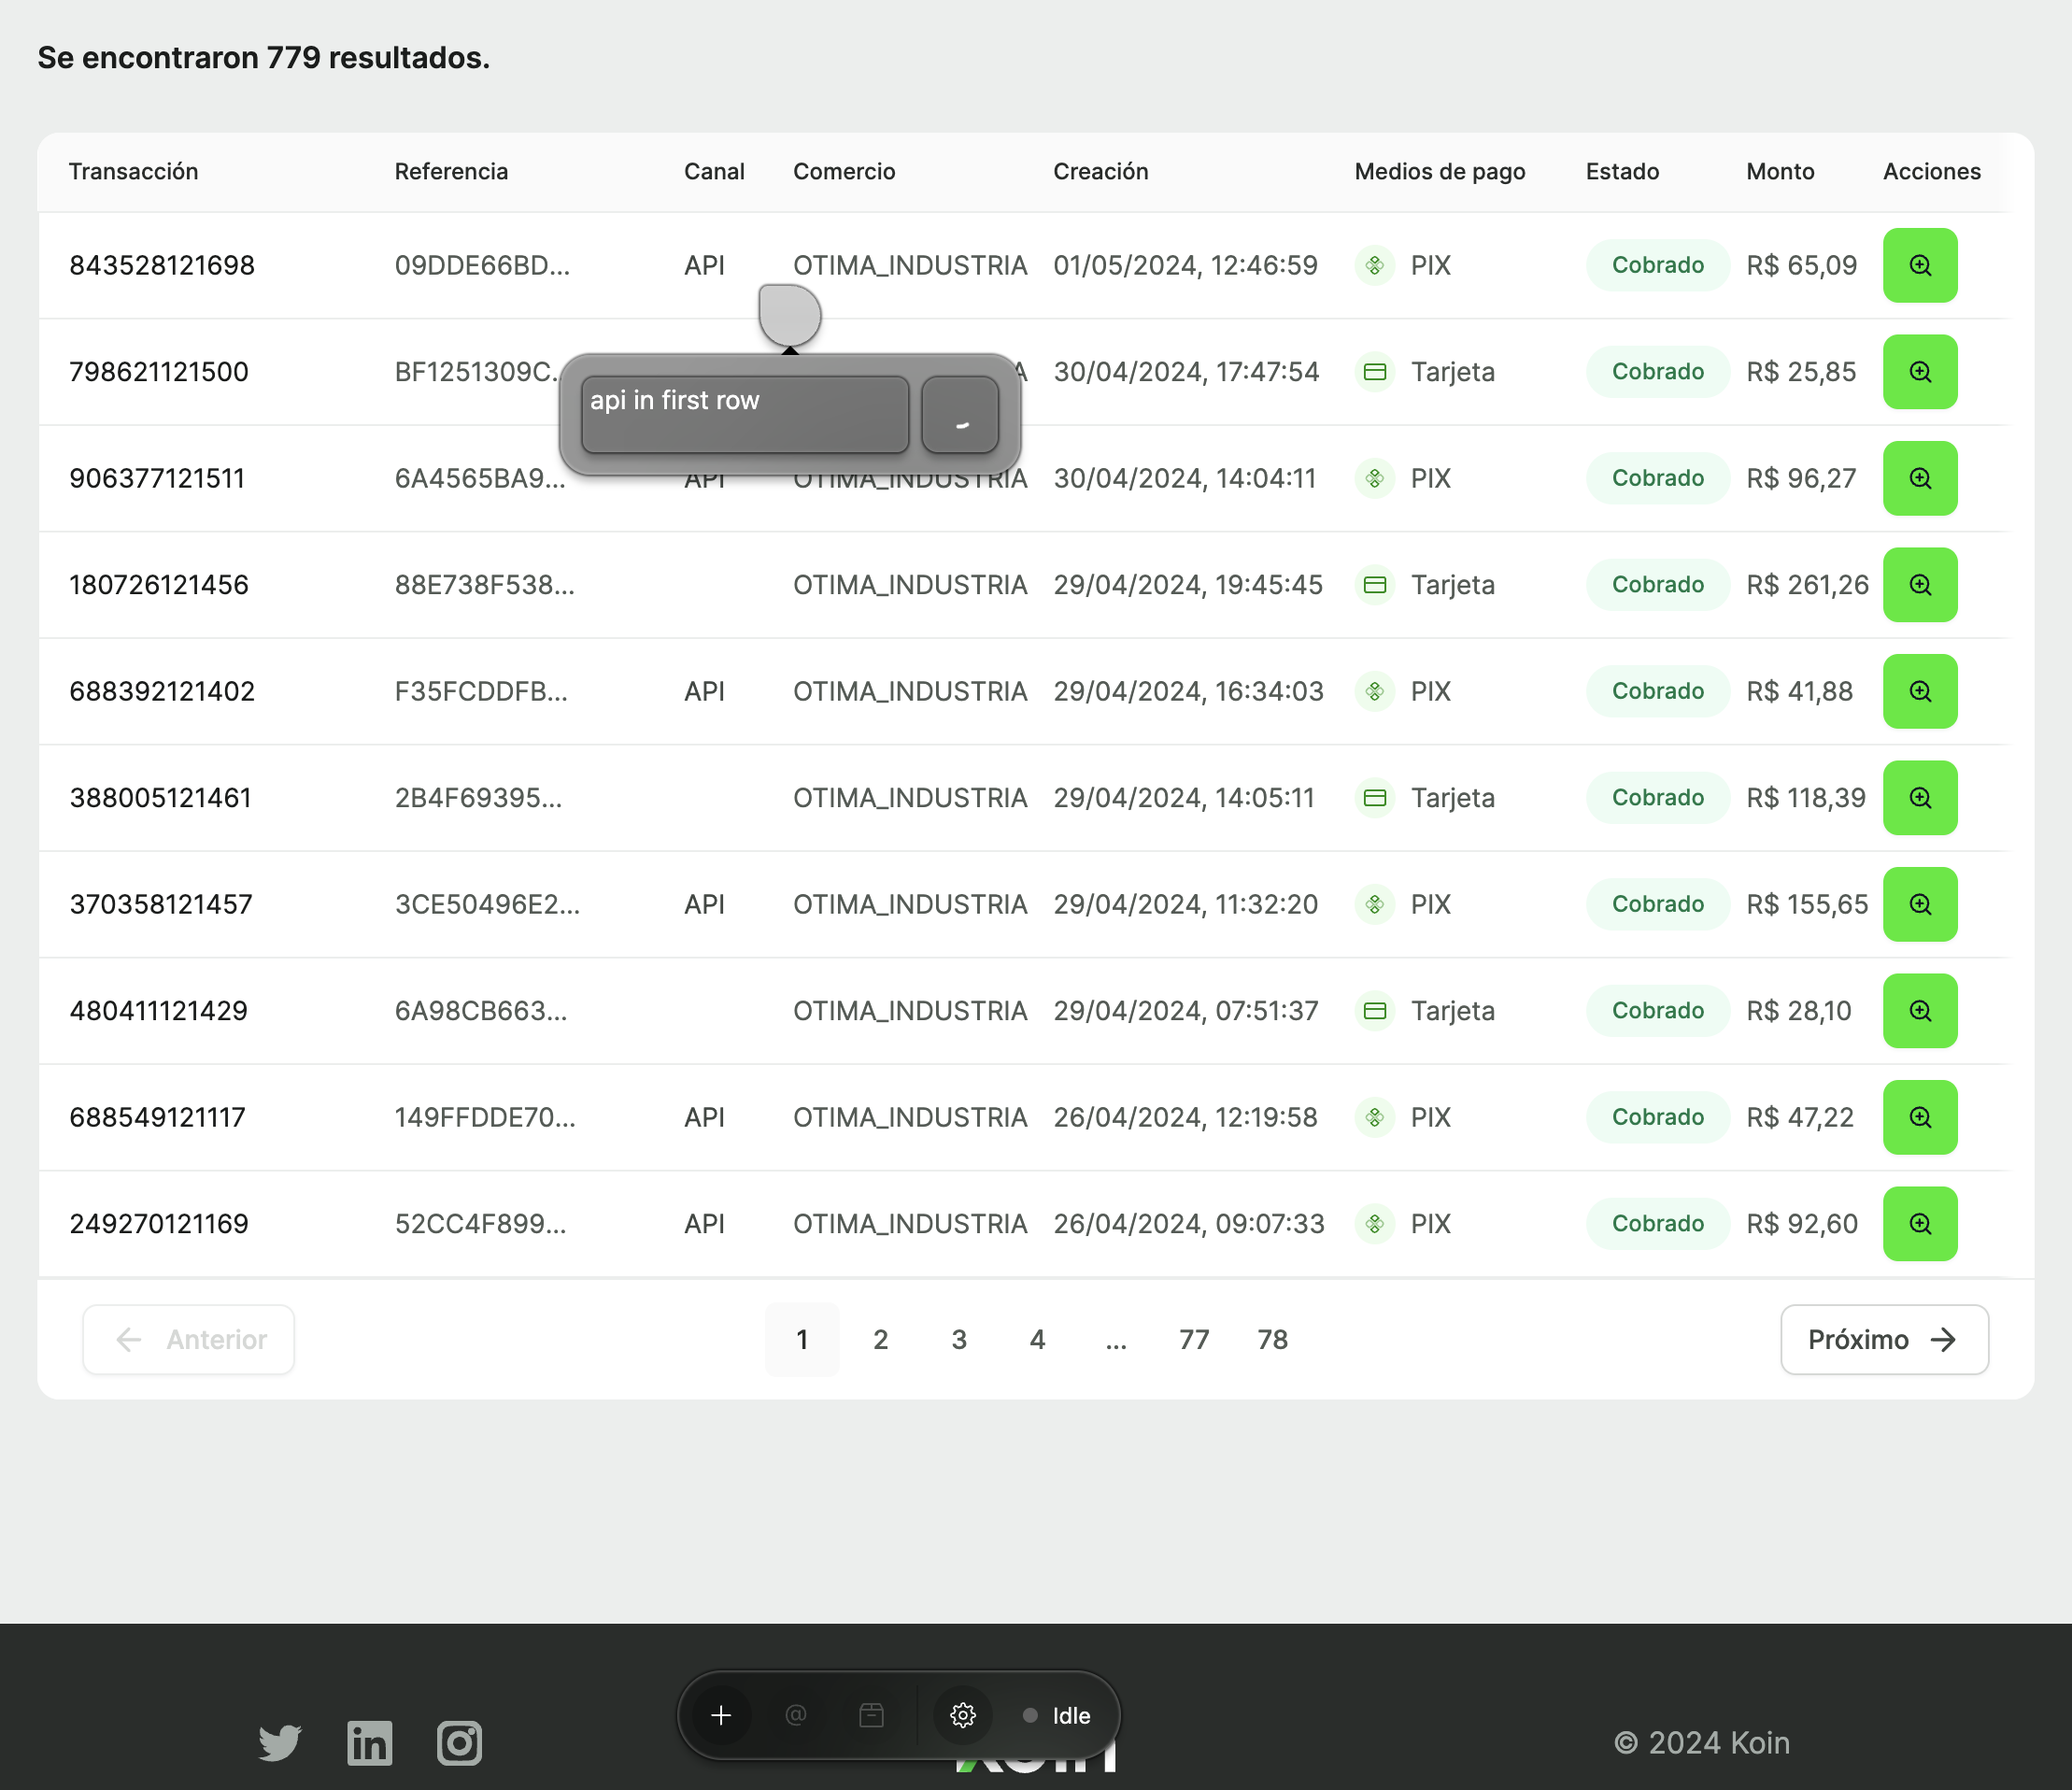 Se encontraron 779 resultados.
Transacción Referencia Canal Comercio Creación Medios de pago Estado Monto Acciones
843528121698 09DDE66BD... API OTIMA_INDUSTRIA 01/05/2024, 12:46:59 PIX Cobrado R$ 65,09
798621121500 BF1251309C.. A 30/04/2024, 17:47:54 Tarjeta Cobrado R$ 25,85
api in first row
906377121511 6A4565BA9... API OTIMA_INDUSTRIA 30/04/2024, 14:04:11 PIX Cobrado R$ 96,27
180726121456 88E738F538... OTIMA_INDUSTRIA 29/04/2024, 19:45:45 Tarjeta Cobrado R$ 261,26
688392121402 F35FCDDFB... API OTIMA_INDUSTRIA 29/04/2024, 16:34:03 PIX Cobrado R$ 41,88
388005121461 2B4F69395... OTIMA_INDUSTRIA 29/04/2024, 14:05:11 Tarjeta Cobrado R$ 118,39
370358121457 3CE50496E2... API OTIMA_INDUSTRIA 29/04/2024, 11:32:20 PIX Cobrado R$ 155,65
480411121429 6A98CB663... OTIMA_INDUSTRIA 29/04/2024, 07:51:37 Tarjeta Cobrado R$ 28,10
688549121117 149FFDDE70... API OTIMA_INDUSTRIA 26/04/2024, 12:19:58 PIX Cobrado R$ 47,22
249270121169 52CC4F899... API OTIMA_INDUSTRIA 26/04/2024, 09:07:33 PIX Cobrado R$ 92,60
Anterior 1 2 3 4 ... 77 78 Próximo
Idle
© 2024 Koin